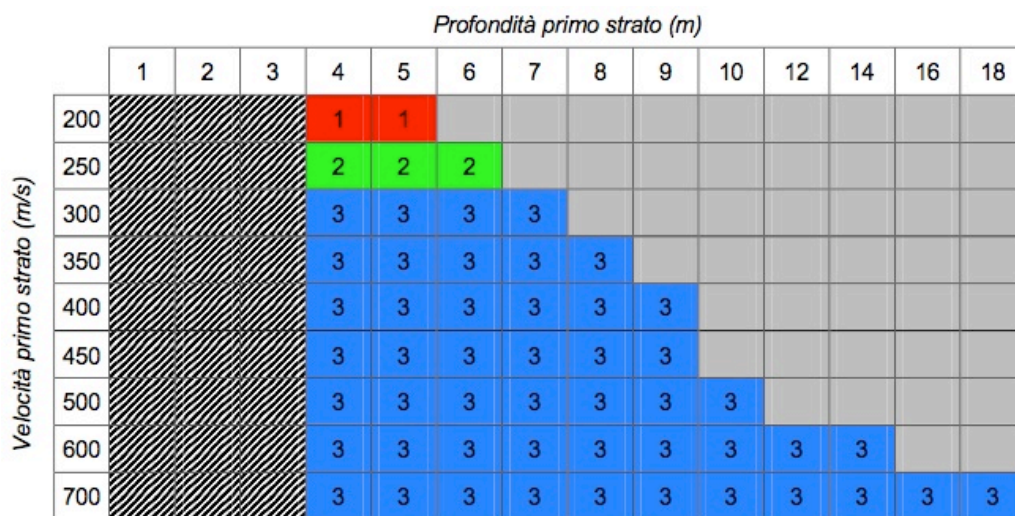 Profondità primo strato (m)
1 2 3 4 5 6 7 8 9 10 12 14 16 18
Velocità primo strato (m/s)
200 1 1
250 2 2 2
300 3 3 3 3
350 3 3 3 3 3
400 3 3 3 3 3 3
450 3 3 3 3 3 3
500 3 3 3 3 3 3 3
600 3 3 3 3 3 3 3 3 3
700 3 3 3 3 3 3 3 3 3 3 3